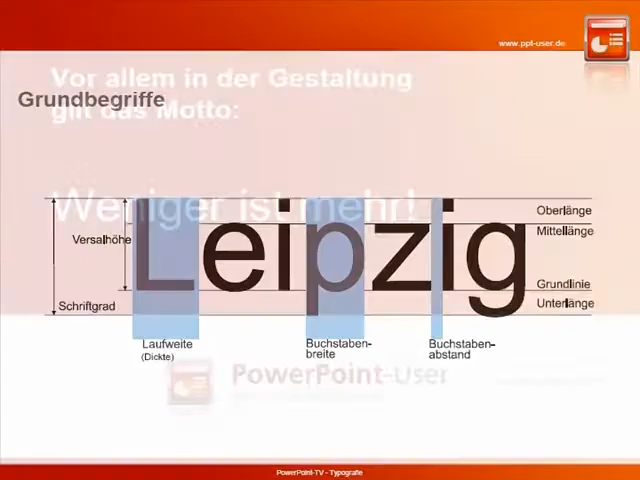 www.ppt-user.de
Vor allem in der Gestaltung
Grundbegriffe
gilt das Motto:
Weniger ist mehr!
Leipzig
Oberlänge
Mittellänge
Versalhöhe
Grundlinie
Unterlänge
Schriftgrad
Laufweite
(Dickte)
Buchstaben-
breite
Buchstaben-
abstand
PowerPoint-User
PowerPoint-TV - Typografie